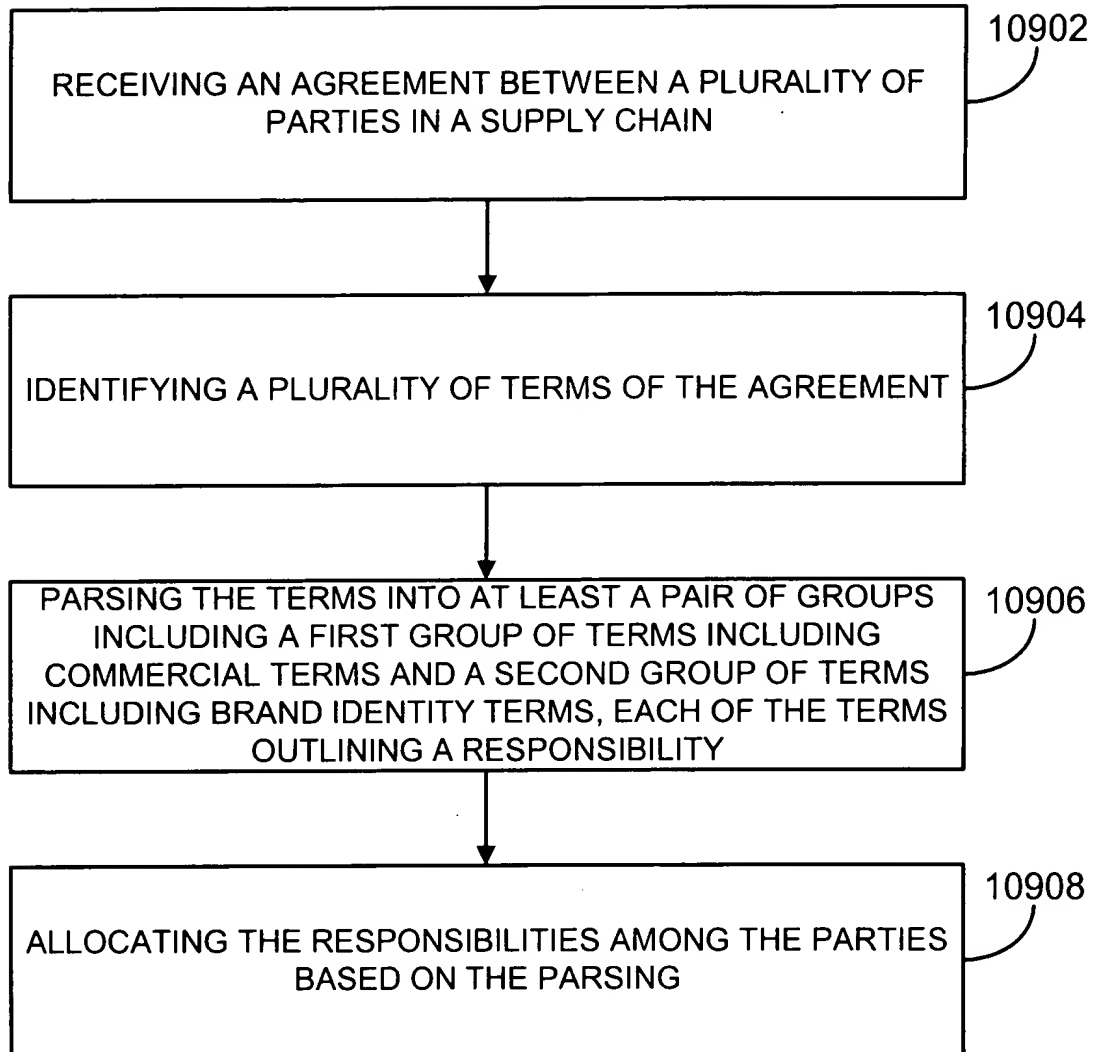 10902
RECEIVING AN AGREEMENT BETWEEN A PLURALITY OF
PARTIES IN A SUPPLY CHAIN
10904
IDENTIFYING A PLURALITY OF TERMS OF THE AGREEMENT
10906
PARSING THE TERMS INTO AT LEAST A PAIR OF GROUPS
INCLUDING A FIRST GROUP OF TERMS INCLUDING
COMMERCIAL TERMS AND A SECOND GROUP OF TERMS
INCLUDING BRAND IDENTITY TERMS, EACH OF THE TERMS
OUTLINING A RESPONSIBILITY
10908
ALLOCATING THE RESPONSIBILITIES AMONG THE PARTIES
BASED ON THE PARSING